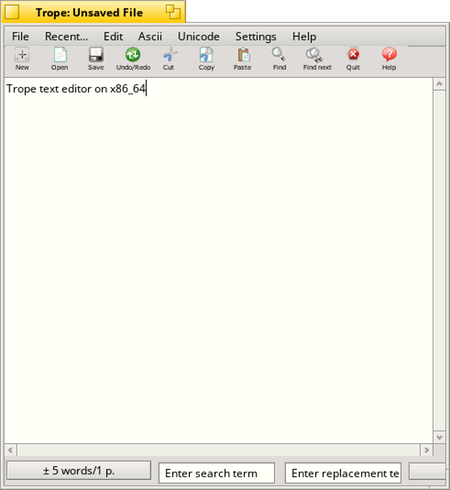 Trope: Unsaved File
File Recent... Edit Ascii Unicode Settings Help
New Open Save Undo/Redo Cut Copy Paste Find Find next Quit Help
Trope text editor on x86_64
± 5 words/1 p. Enter search term Enter replacement te